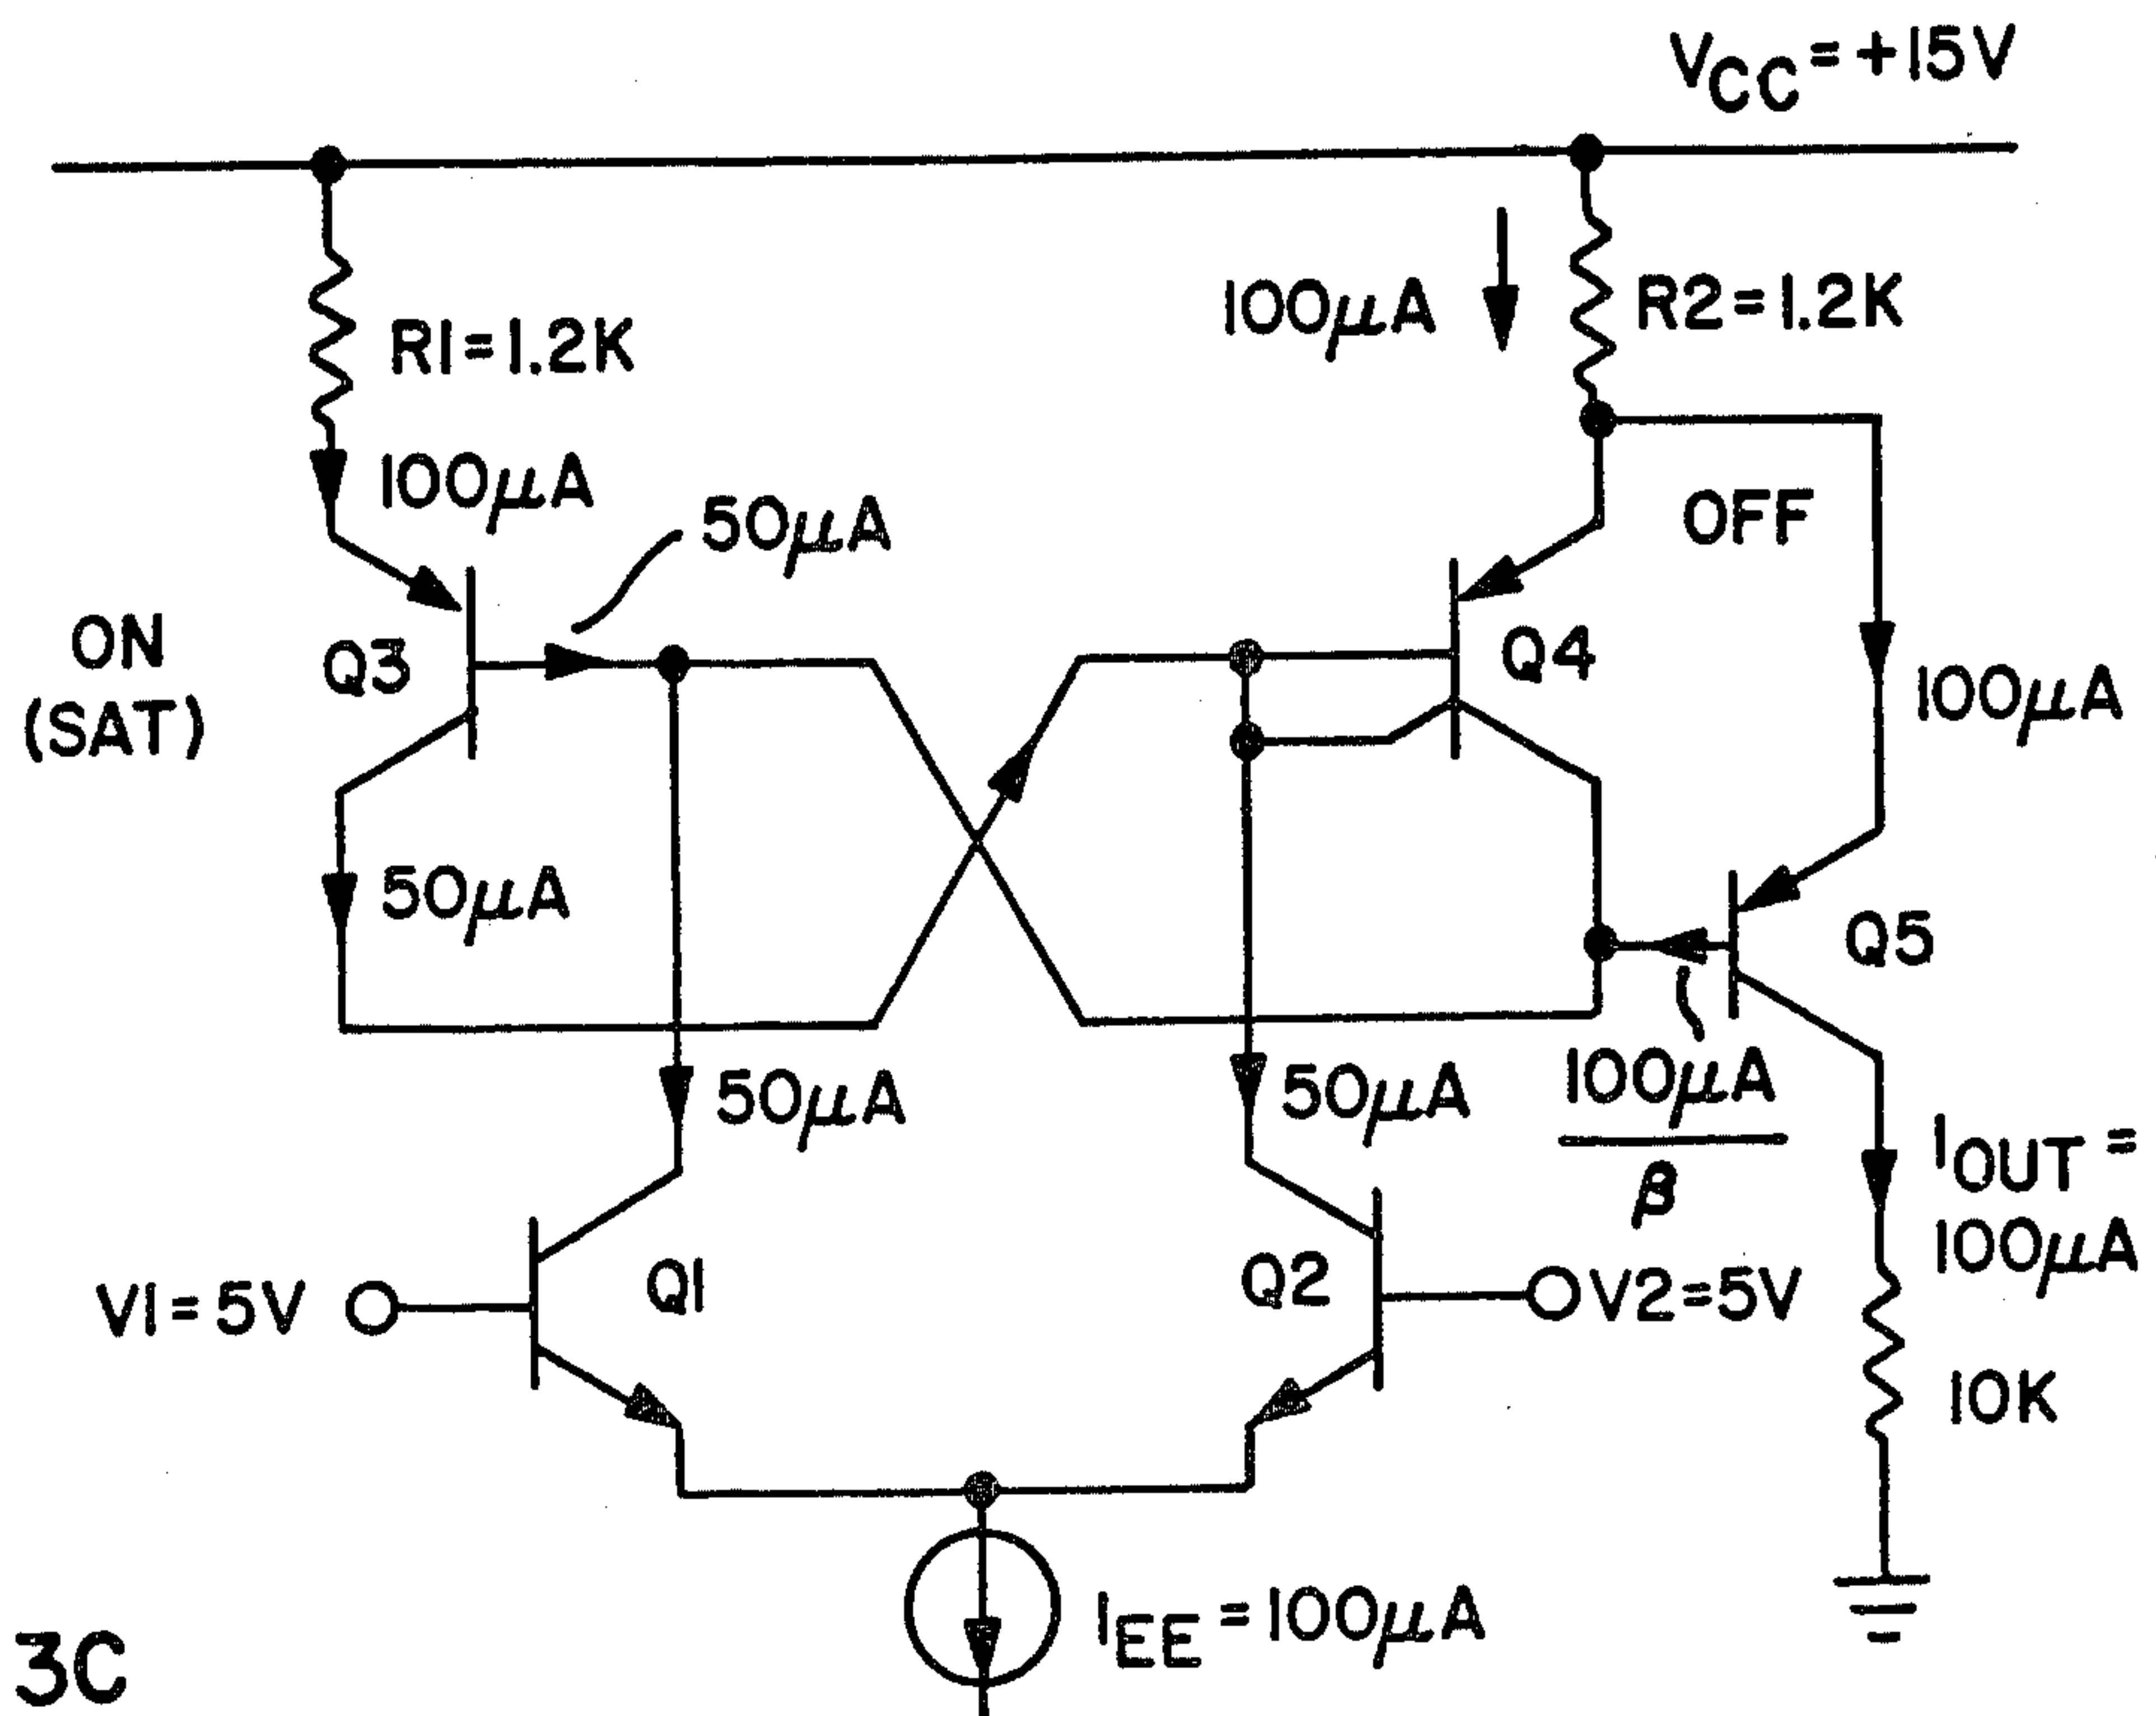 VCC=+15V
R1=1.2K
100μA
R2=1.2K
100μA
50μA
OFF
ON
(SAT)
Q3
Q4
100μA
50μA
Q5
50μA
50μA
100μA
β
IOUT=
100μA
V1=5V
Q1
Q2
V2=5V
10K
IEE=100μA
3C